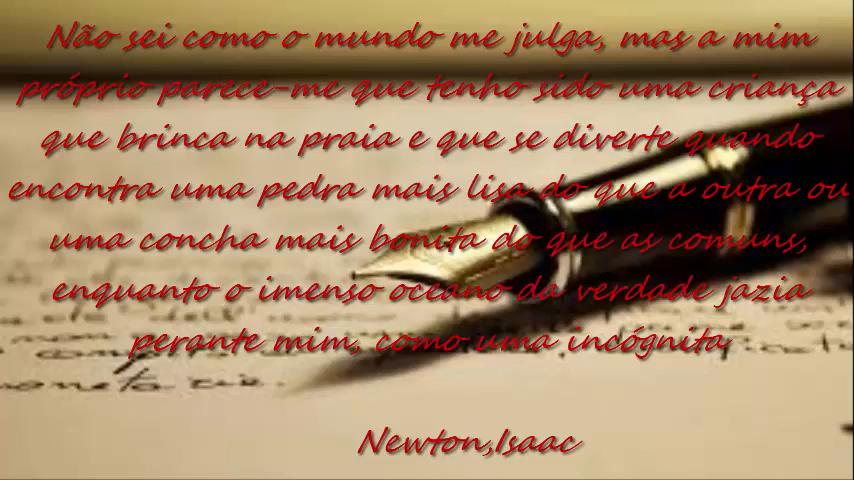 Não sei como o mundo me julga, mas a mim
próprio parece-me que tenho sido uma criança
que brinca na praia e que se diverte quando
encontra uma pedra mais lisa do que a outra ou
uma concha mais bonita do que as comuns,
enquanto o imenso oceano da verdade jazia
perante mim, como uma incógnita
Newton,Isaac